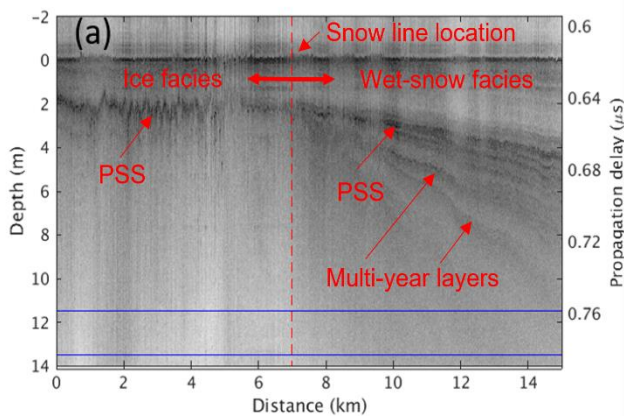 (a)
Snow line location
Ice facies
Wet-snow facies
PSS
PSS
Multi-year layers
-2
0
2
4
6
8
10
12
14
Depth (m)
0.6
0.64
0.68
0.72
0.76
Propagation delay (μs)
0 2 4 6 8 10 12 14
Distance (km)